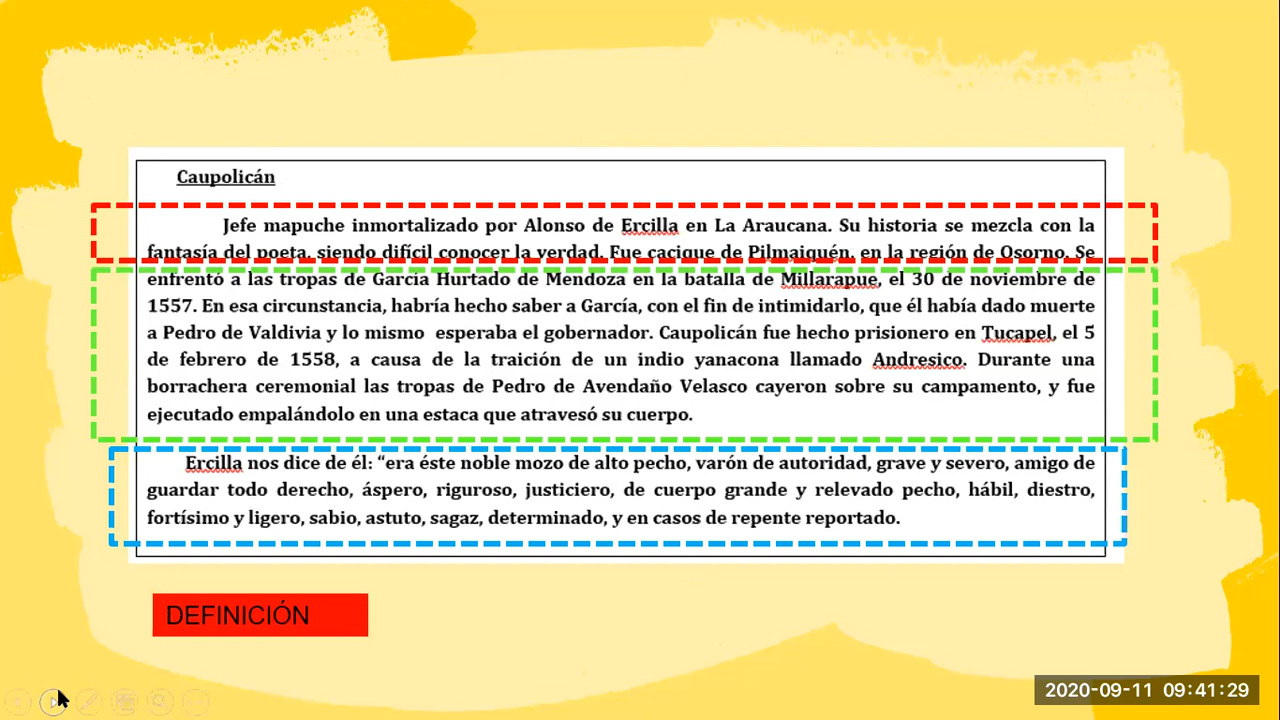 Caupolicán
Jefe mapuche inmortalizado por Alonso de Ercilla en La Araucana. Su historia se mezcla con la
fantasía del poeta, siendo difícil conocer la verdad. Fue cacique de Pilmaiquén, en la región de Osorno. Se
enfrentó a las tropas de García Hurtado de Mendoza en la batalla de Millarapue, el 30 de noviembre de
1557. En esa circunstancia, habría hecho saber a García, con el fin de intimidarlo, que él había dado muerte
a Pedro de Valdivia y lo mismo esperaba el gobernador. Caupolicán fue hecho prisionero en Tucapel, el 5
de febrero de 1558, a causa de la traición de un indio yanacona llamado Andresico. Durante una
borrachera ceremonial las tropas de Pedro de Avendaño Velasco cayeron sobre su campamento, y fue
ejecutado empalándolo en una estaca que atravesó su cuerpo.
Ercilla nos dice de él: “era éste noble mozo de alto pecho, varón de autoridad, grave y severo, amigo de
guardar todo derecho, áspero, riguroso, justiciero, de cuerpo grande y relevado pecho, hábil, diestro,
fortísimo y ligero, sabio, astuto, sagaz, determinado, y en casos de repente reportado.
DEFINICIÓN
2020-09-11 09:41:29